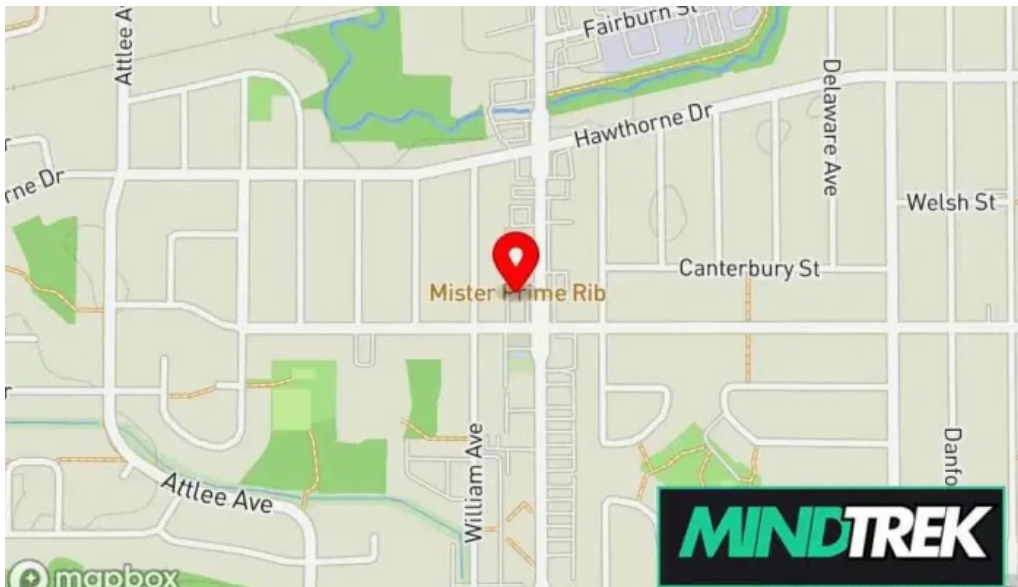 Attlee A
Fairburn St
Delaware Ave
Hawthorne Dr
r
rne Dr
Welsh St
Canterbury St
Mister Prime Rib
r
William Ave
Danfo
Attlee Ave
MINDTREK
mapbox